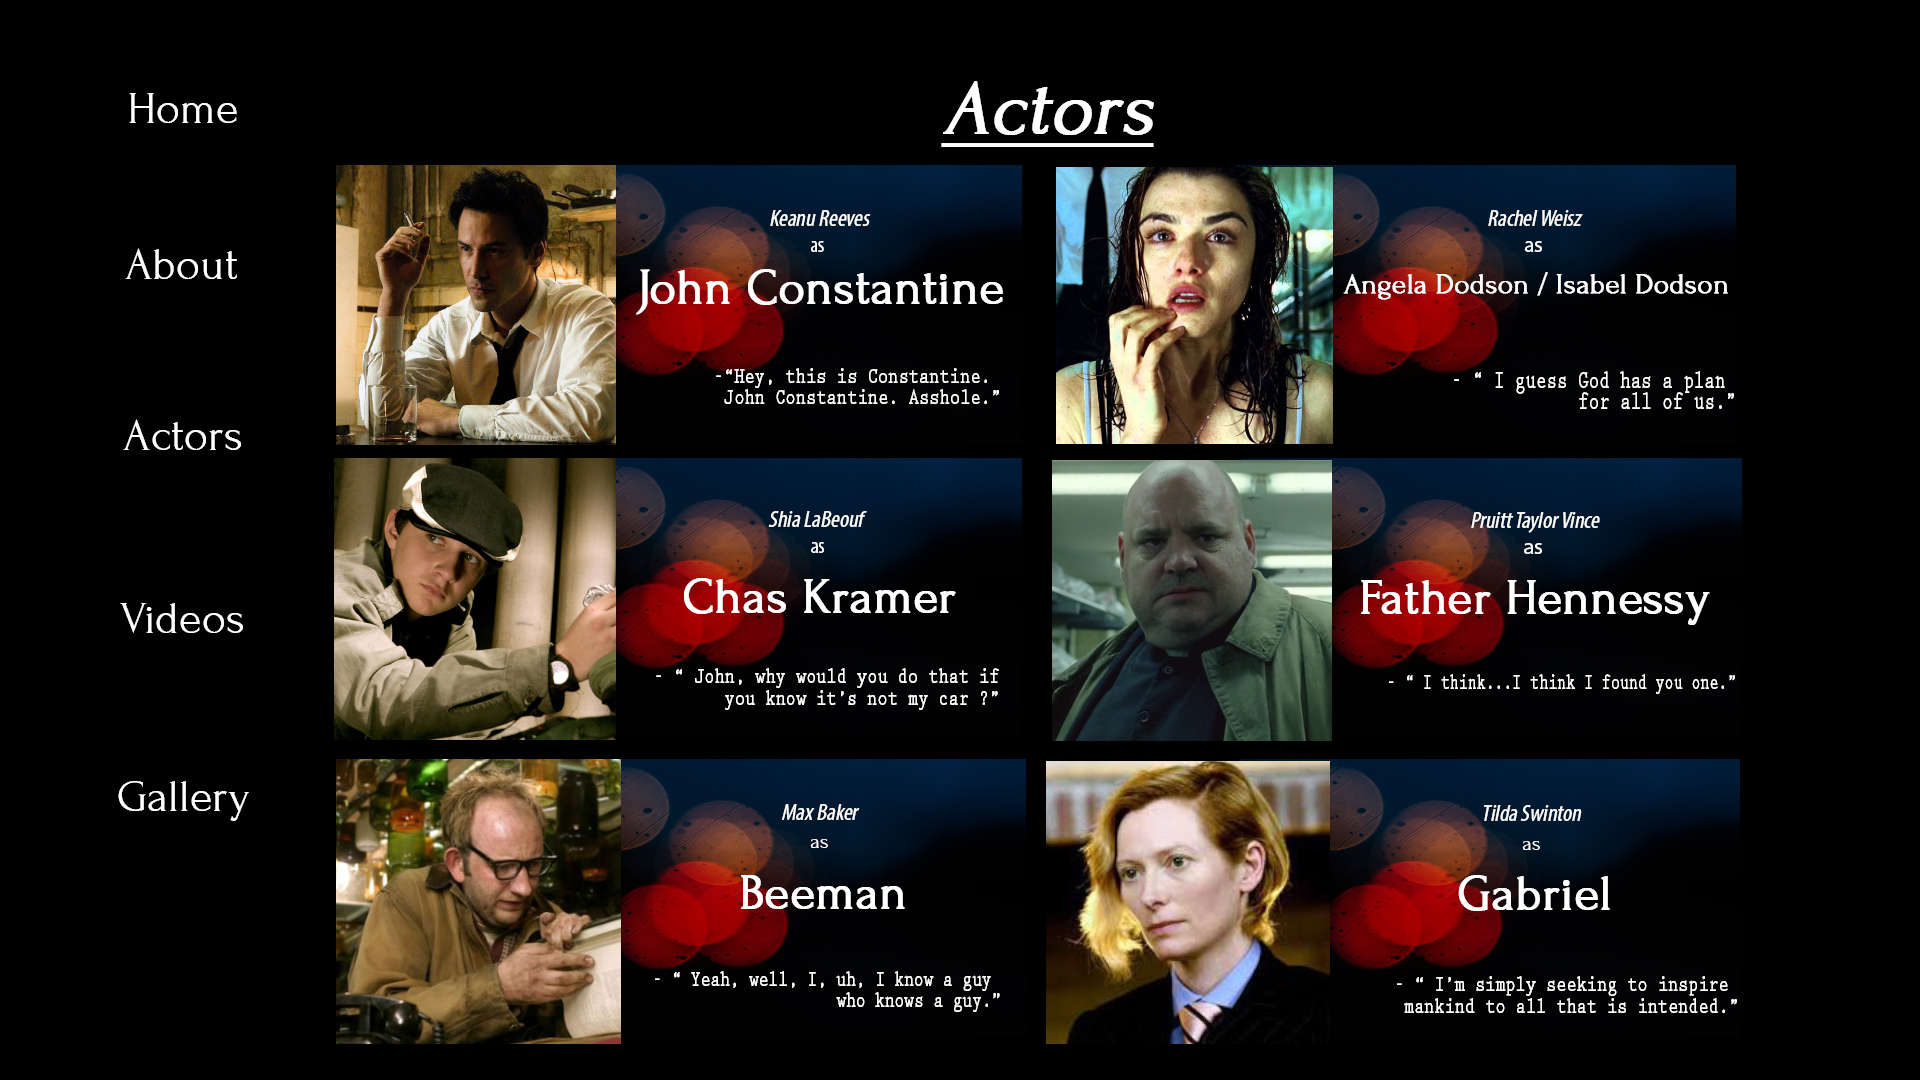 Home
About
Actors
Videos
Gallery
Actors
Keanu Reeves
as
John Constantine
-“Hey, this is Constantine.
John Constantine. Asshole.”
Rachel Weisz
as
Angela Dodson / Isabel Dodson
- “ I guess God has a plan
for all of us.”
Shia LaBeouf
as
Chas Kramer
- “ John, why would you do that if
you know it’s not my car ?”
Pruitt Taylor Vince
as
Father Hennessy
- “ I think...I think I found you one.”
Max Baker
as
Beeman
- “ Yeah, well, I, uh, I know a guy
who knows a guy.”
Tilda Swinton
as
Gabriel
- “ I’m simply seeking to inspire
mankind to all that is intended.”